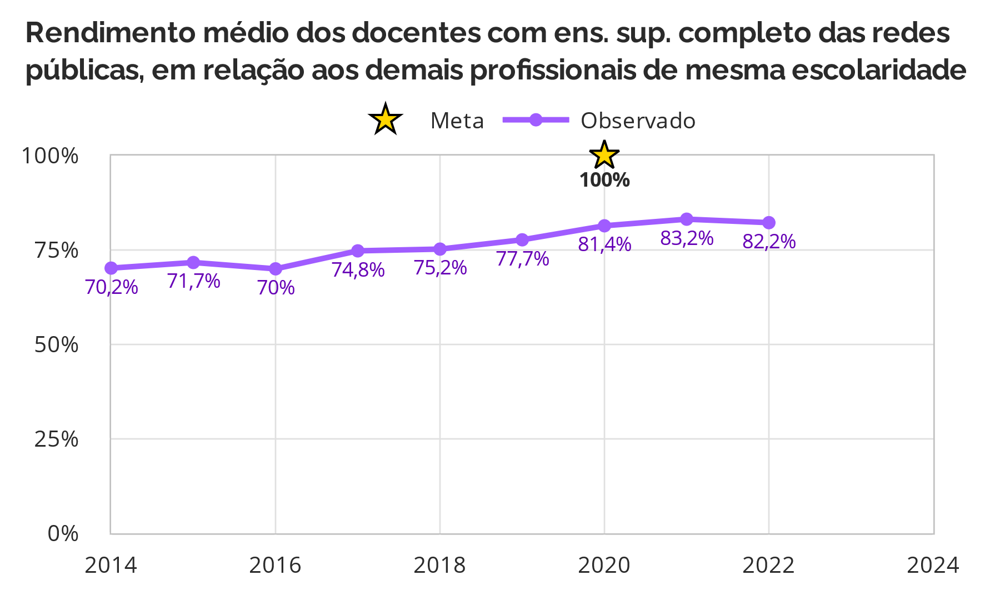 Rendimento médio dos docentes com ens. sup. completo das redes
públicas, em relação aos demais profissionais de mesma escolaridade
Meta Observado
100%
100%
75%
50%
25%
0%
70,2% 71,7% 70% 74,8% 75,2% 77,7% 81,4% 83,2% 82,2%
2014 2016 2018 2020 2022 2024